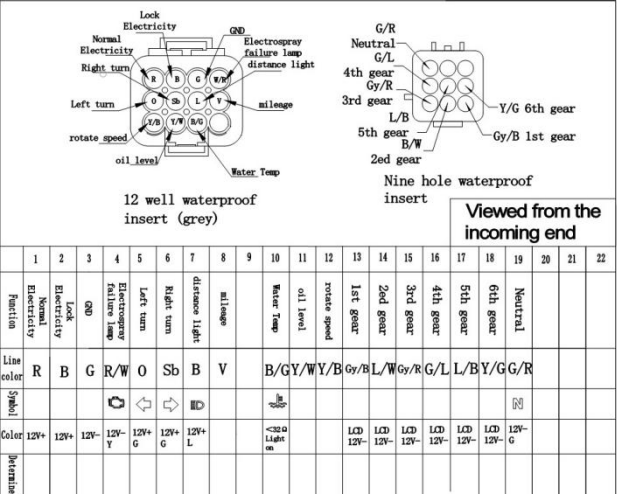 Lock
Electricity
Normal
Electricity
Right turn
GND
Electrospray
failure lamp
distance light
Left turn
mileage
rotate speed
oil level
Water Temp
R B G W/R
O Sb L V
Y/B Y/W B/G
12 well waterproof
insert (grey)
G/R
Neutral
G/L
4th gear
Gy/R
3rd gear
L/B
5th gear
B/W
2ed gear
Y/G 6th gear
Gy/B 1st gear
Nine hole waterproof
insert
Viewed from the
incoming end
1 2 3 4 5 6 7 8 9 10 11 12 13 14 15 16 17 18 19 20 21 22
Function
Normal
Electricity
Lock
Electricity
GND
Electrospray
failure lamp
Left turn
Right turn
distance light
mileage
Water Temp
oil level
rotate speed
1st gear
2ed gear
3rd gear
4th gear
5th gear
6th gear
Neutral
Line
color
R B G R/W O Sb B V B/G Y/W Y/B Gy/B L/W Gy/R G/L L/B Y/G G/R
Symbol
N
Color
12V+
12V+
12V-
12V-
Y
12V+
G
12V+
G
12V+
L
<32Ω
Light
on
LCD
12V-
LCD
12V-
LCD
12V-
LCD
12V-
LCD
12V-
LCD
12V-
12V-
G
Determine